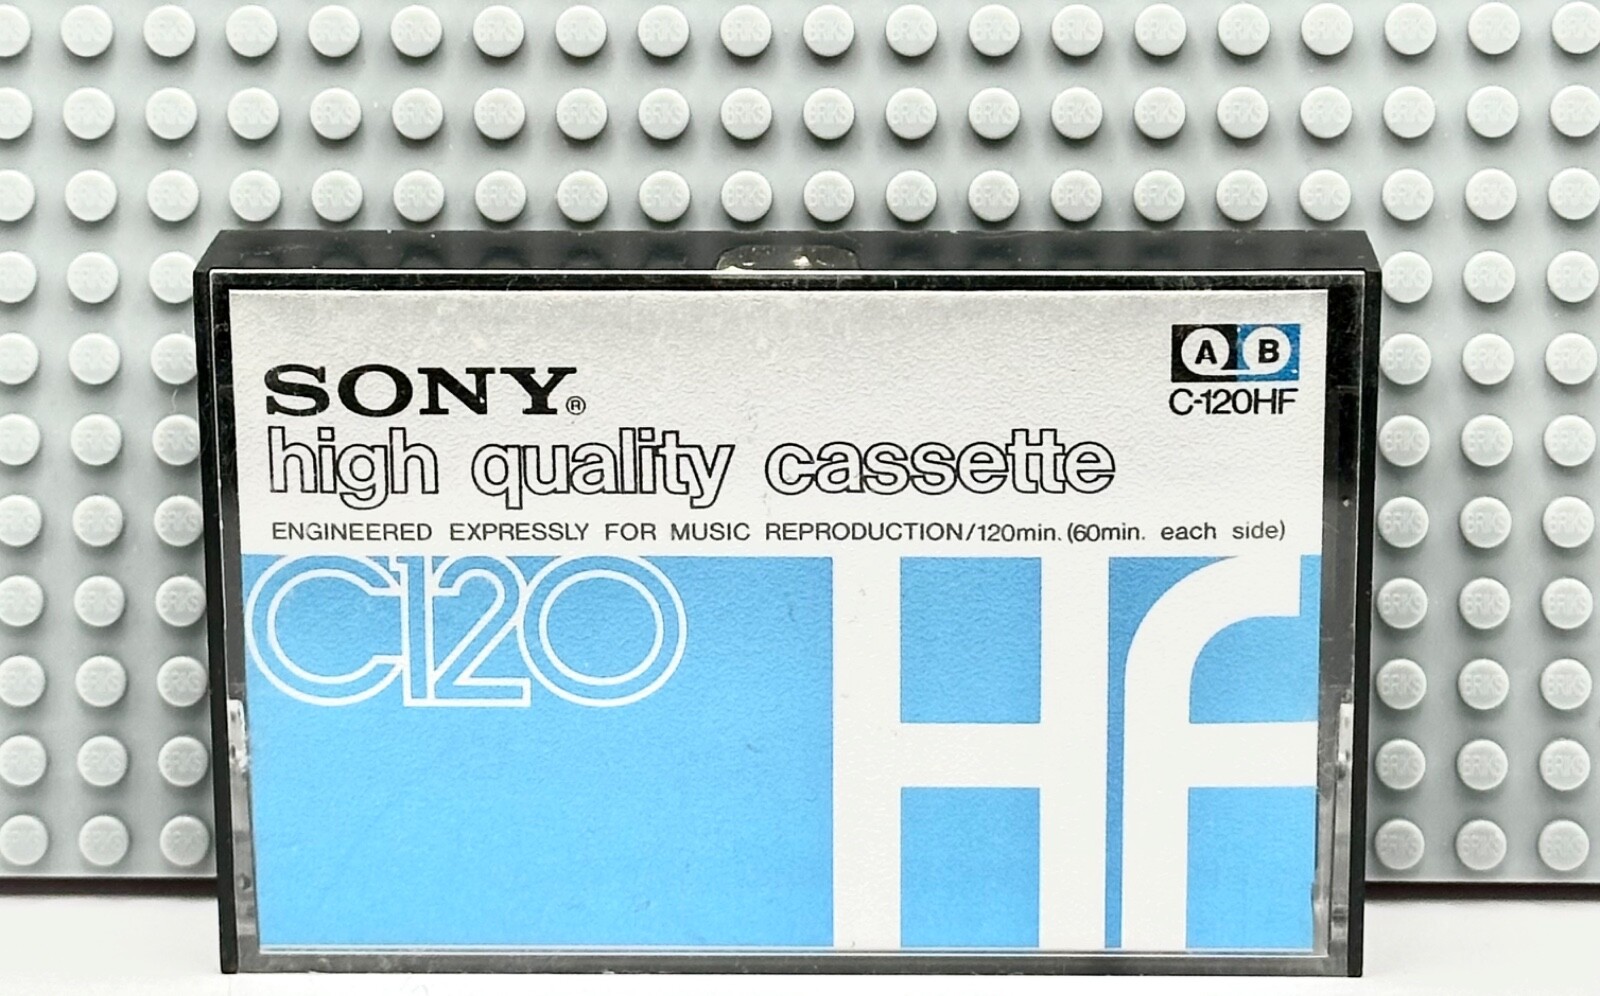 SONY®
A B
C-120HF
high quality cassette
ENGINEERED EXPRESSLY FOR MUSIC REPRODUCTION/120min. (60min. each side)
C120
Hf